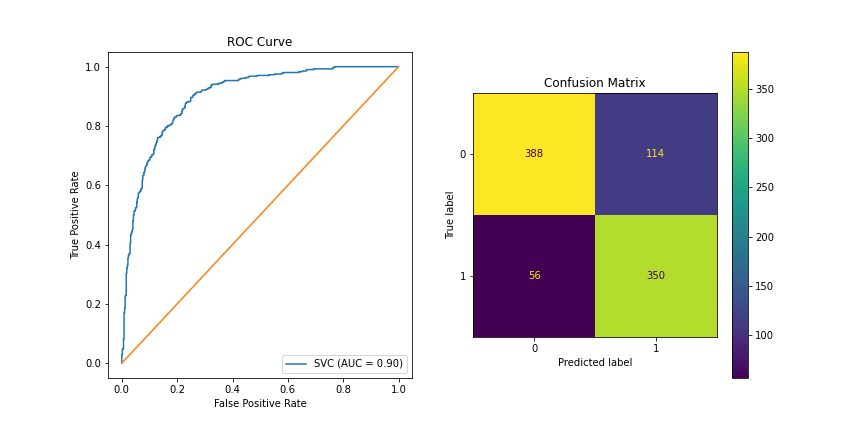 ROC Curve
1.0
0.8
0.6
0.4
0.2
0.0
True Positive Rate
0.0 0.2 0.4 0.6 0.8 1.0
False Positive Rate
SVC (AUC = 0.90)
Confusion Matrix
True label
0
1
388 114
56 350
0 1
Predicted label
350
300
250
200
150
100